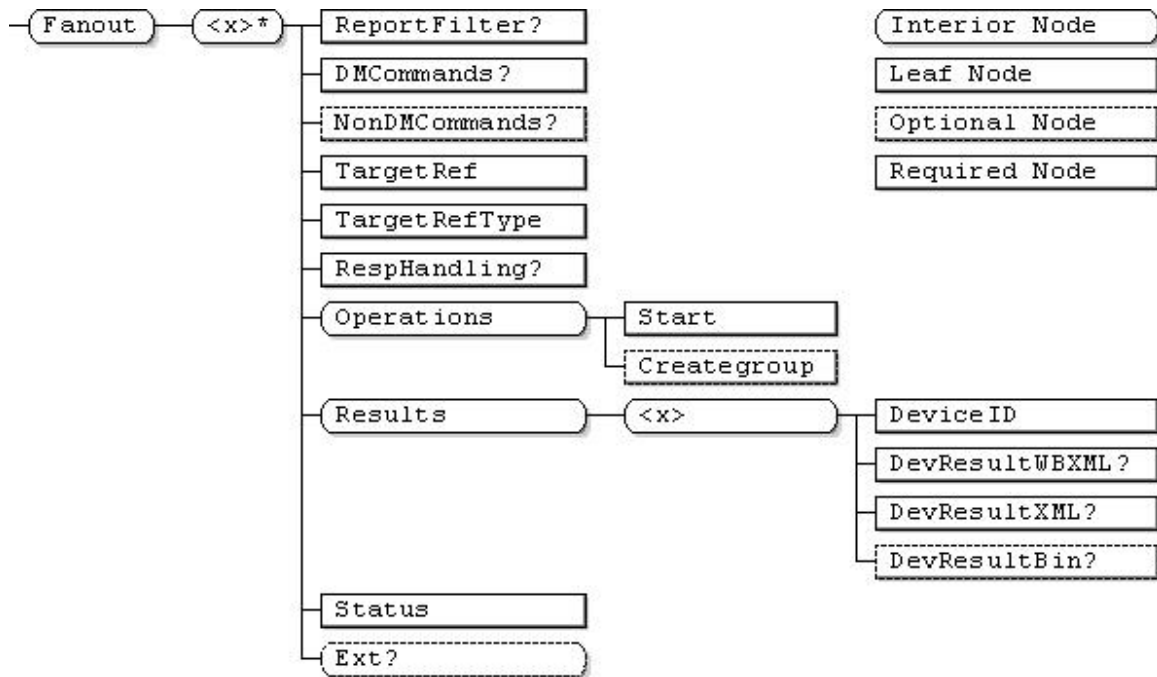 Fanout <x>* ReportFilter? Interior Node
DMCommands? Leaf Node
NonDMCommands? Optional Node
TargetRef Required Node
TargetRefType
RespHandling?
Operations Start
Creategroup
Results <x> DeviceID
DevResultWBXML?
DevResultXML?
DevResultBin?
Status
Ext?